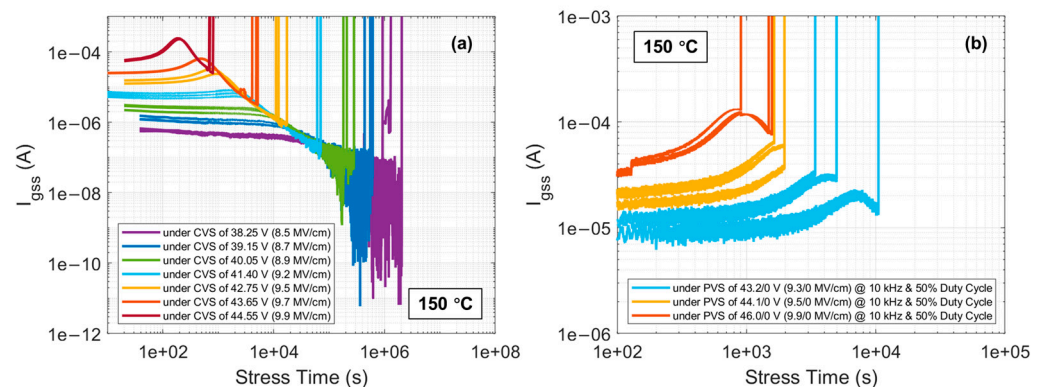 (a)
1e−04
1e−06
1e−08
1e−10
1e−12
Igss (A)
under CVS of 38.25 V (8.5 MV/cm)
under CVS of 39.15 V (8.7 MV/cm)
under CVS of 40.05 V (8.9 MV/cm)
under CVS of 41.40 V (9.2 MV/cm)
under CVS of 42.75 V (9.5 MV/cm)
under CVS of 43.65 V (9.7 MV/cm)
under CVS of 44.55 V (9.9 MV/cm)
150 °C
1e+02 1e+04 1e+06 1e+08
Stress Time (s)
150 °C
(b)
1e−03
1e−04
1e−05
1e−06
Igss (A)
under PVS of 43.2/0 V (9.3/0 MV/cm) @ 10 kHz & 50% Duty Cycle
under PVS of 44.1/0 V (9.5/0 MV/cm) @ 10 kHz & 50% Duty Cycle
under PVS of 46.0/0 V (9.9/0 MV/cm) @ 10 kHz & 50% Duty Cycle
1e+02 1e+03 1e+04 1e+05
Stress Time (s)